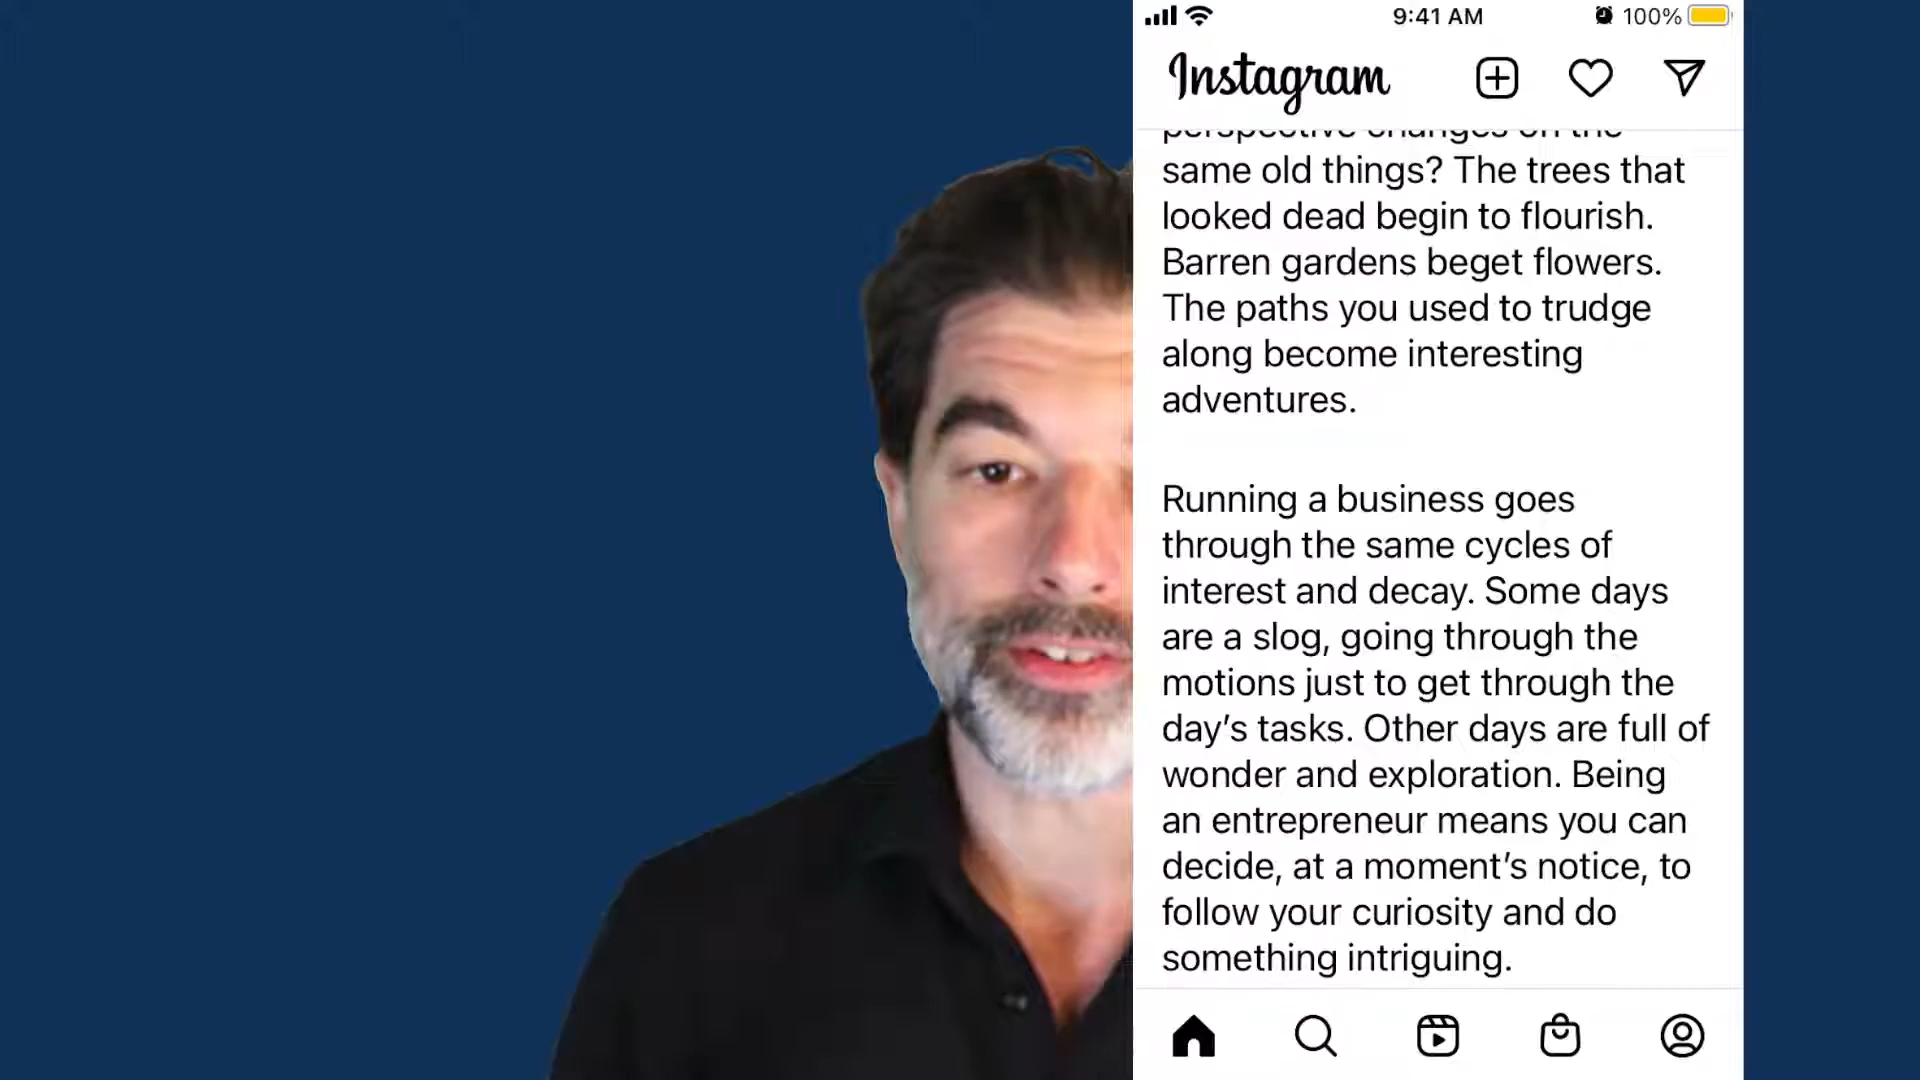 9:41 AM
100%
Instagram
perspective changes on the
same old things? The trees that
looked dead begin to flourish.
Barren gardens beget flowers.
The paths you used to trudge
along become interesting
adventures.
Running a business goes
through the same cycles of
interest and decay. Some days
are a slog, going through the
motions just to get through the
day’s tasks. Other days are full of
wonder and exploration. Being
an entrepreneur means you can
decide, at a moment’s notice, to
follow your curiosity and do
something intriguing.